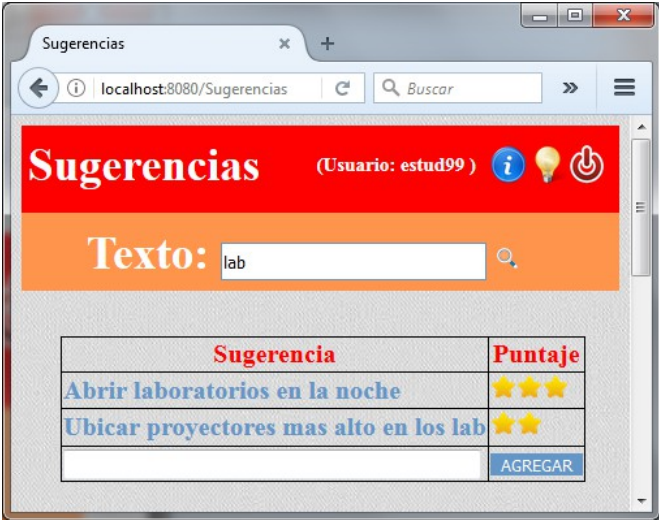 Sugerencias
localhost:8080/Sugerencias
Buscar
Sugerencias (Usuario: estud99 )
Texto: lab
Sugerencia Puntaje
Abrir laboratorios en la noche
Ubicar proyectores mas alto en los lab
AGREGAR